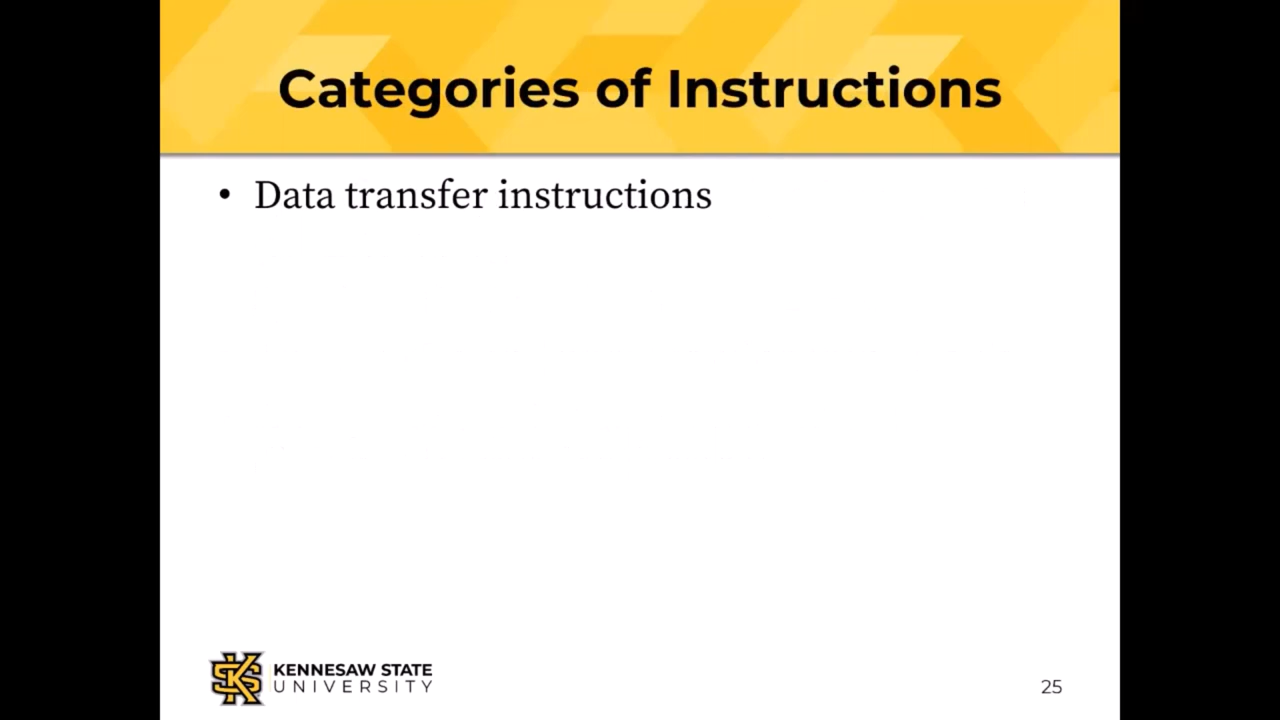 Categories of Instructions
• Data transfer instructions
KENNESAW STATE
UNIVERSITY
25